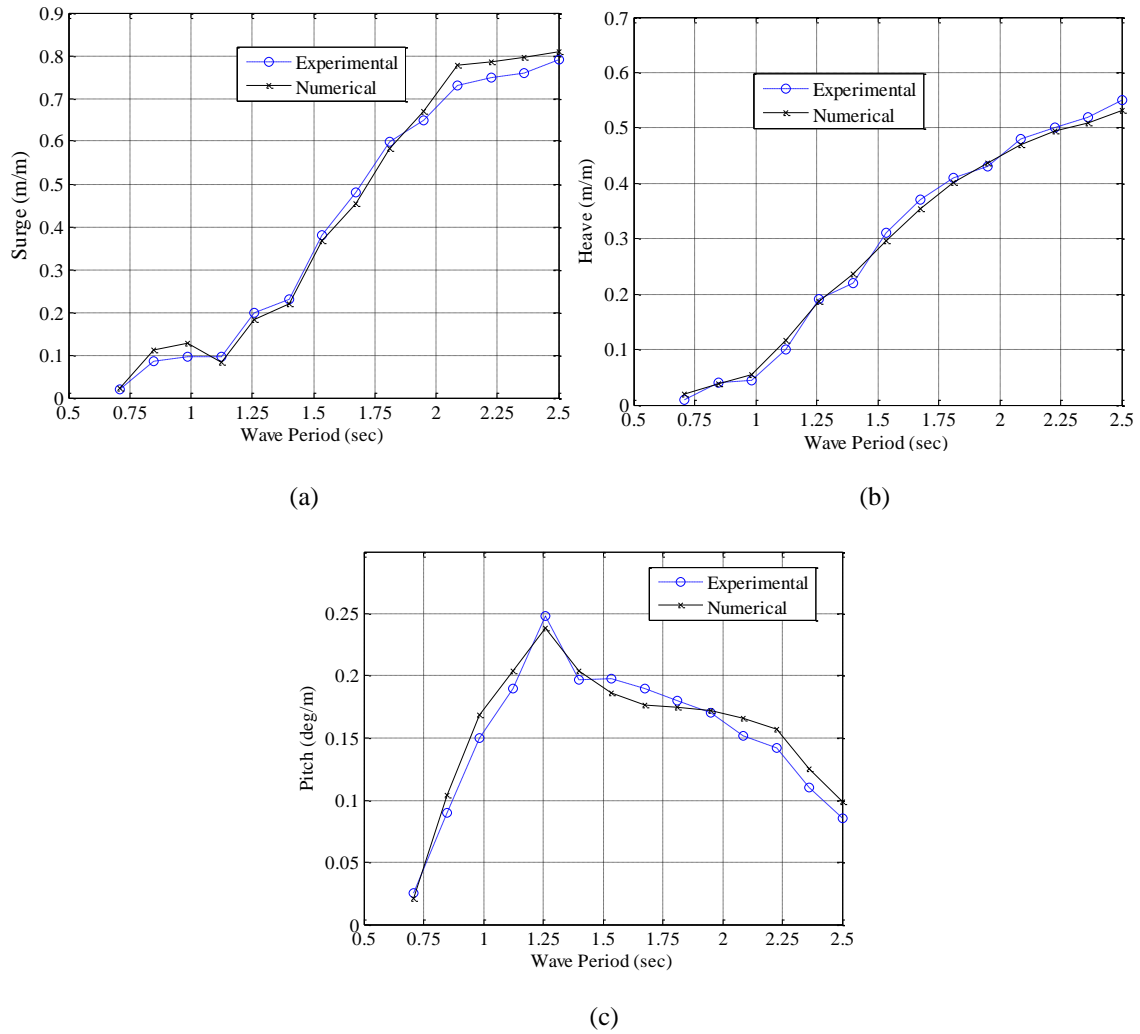 0.9
0.8
0.7
0.6
0.5
0.4
0.3
0.2
0.1
0
Surge (m/m)
Experimental
Numerical
0.5 0.75 1 1.25 1.5 1.75 2 2.25 2.5
Wave Period (sec)
(a)
0.7
0.6
0.5
0.4
0.3
0.2
0.1
0
Heave (m/m)
Experimental
Numerical
0.5 0.75 1 1.25 1.5 1.75 2 2.25 2.5
Wave Period (sec)
(b)
0.25
0.2
0.15
0.1
0.05
0
Pitch (deg/m)
Experimental
Numerical
0.5 0.75 1 1.25 1.5 1.75 2 2.25 2.5
Wave Period (sec)
(c)